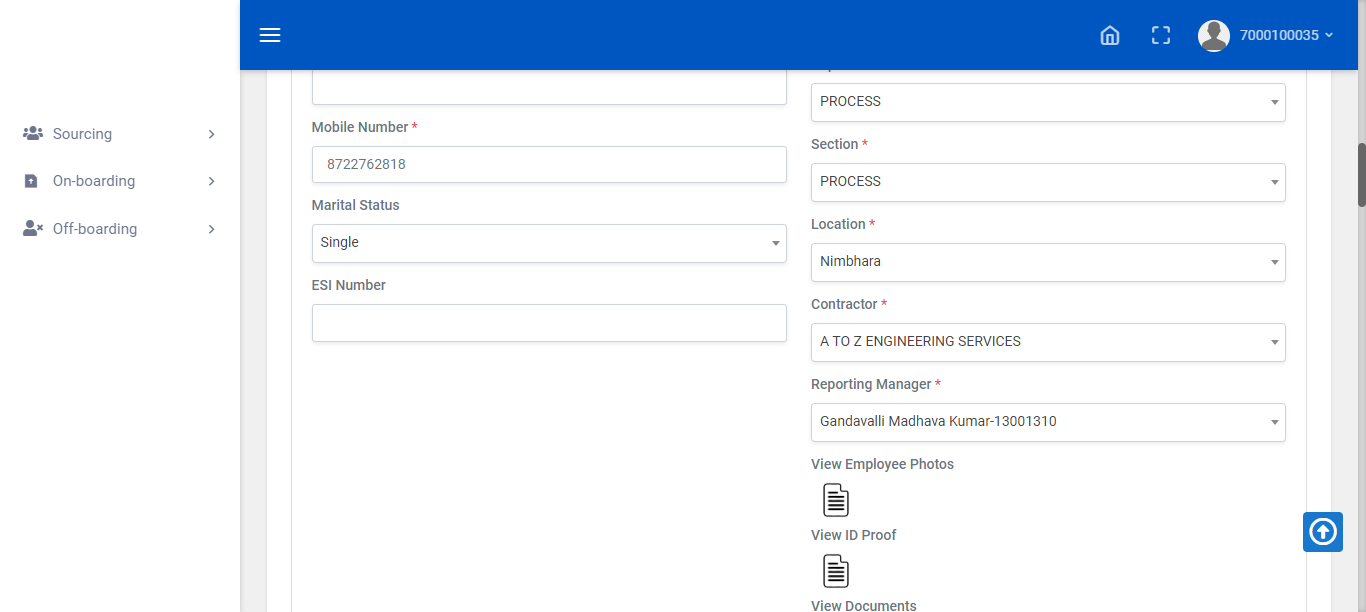 7000100035
Sourcing
On-boarding
Off-boarding
Mobile Number *
8722762818
Marital Status
Single
ESI Number
PROCESS
Section *
PROCESS
Location *
Nimbhara
Contractor *
A TO Z ENGINEERING SERVICES
Reporting Manager *
Gandavalli Madhava Kumar-13001310
View Employee Photos
View ID Proof
View Documents